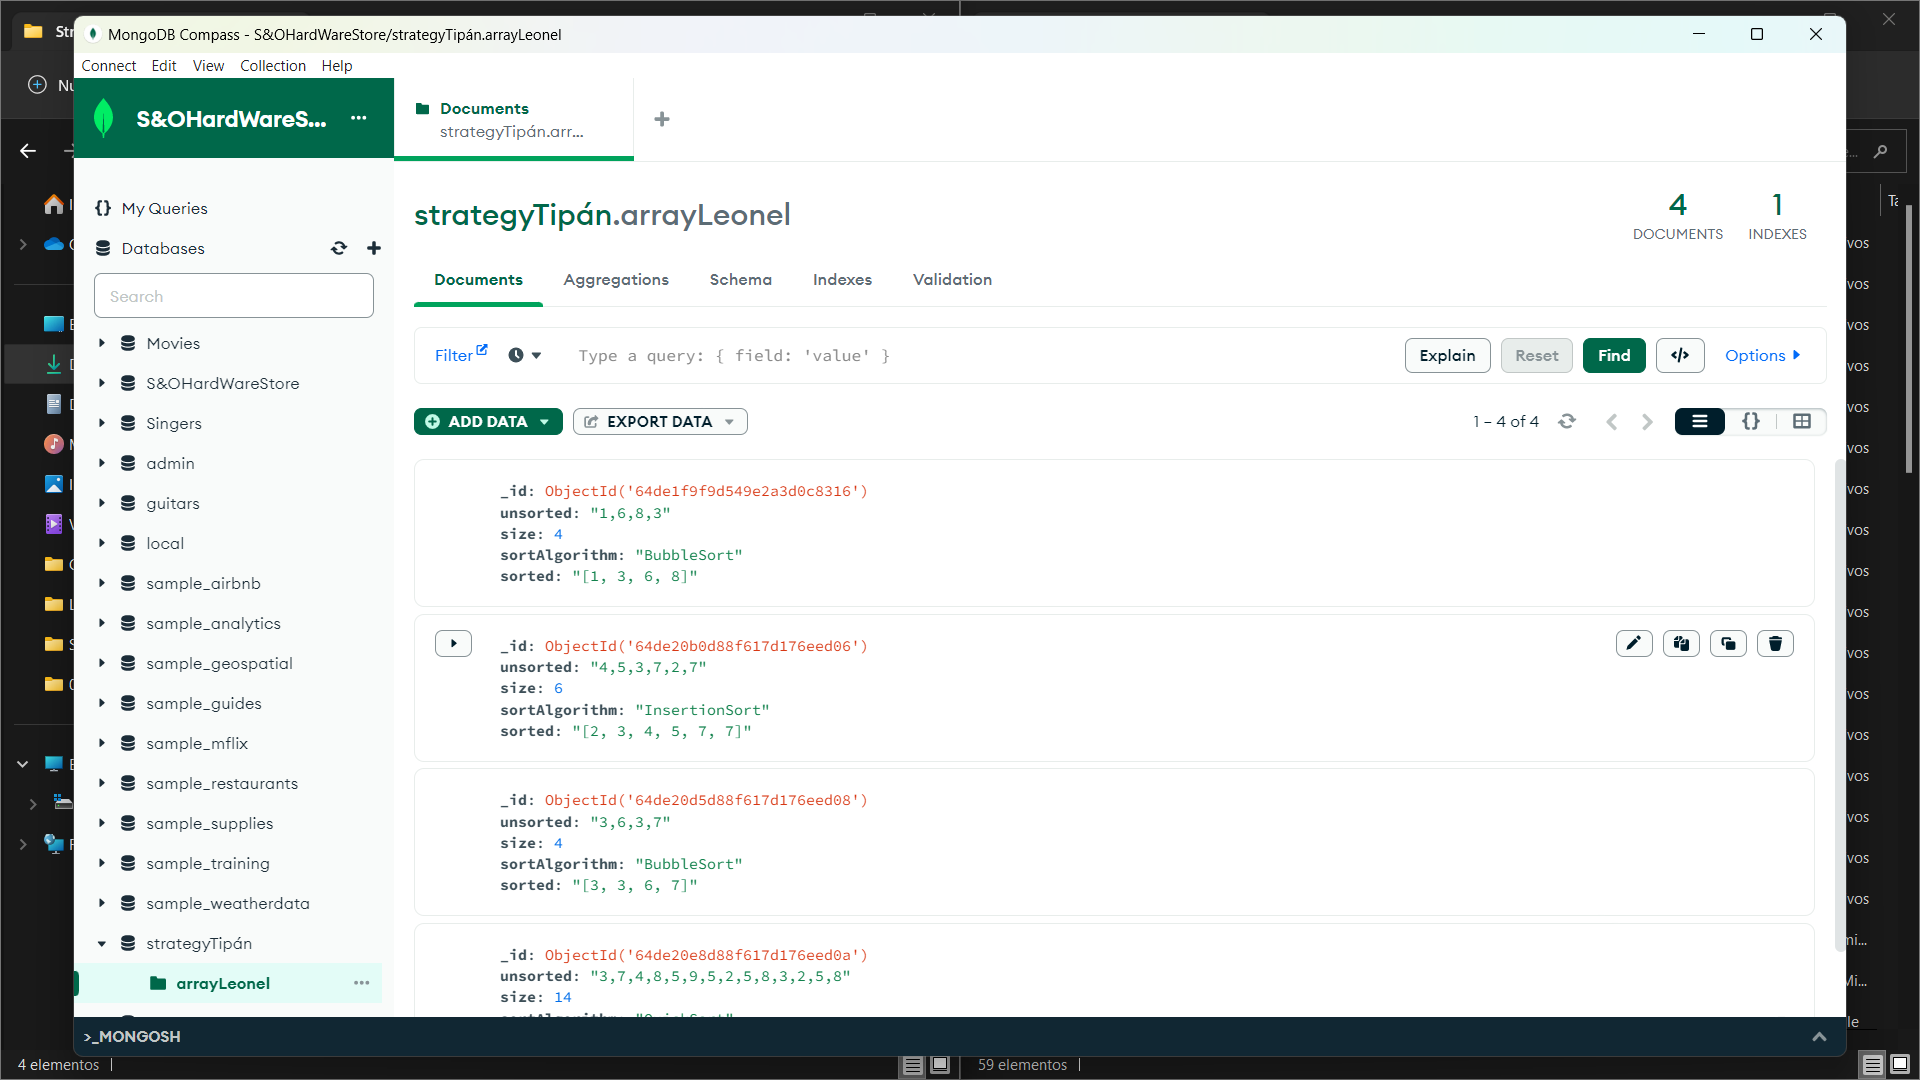 MongoDB Compass - S&OHardWareStore/strategyTipán.arrayLeonel
Connect Edit View Collection Help
S&OHardWareS...
Documents
strategyTipán.arr...
My Queries
Databases
Search
Movies
S&OHardWareStore
Singers
admin
guitars
local
sample_airbnb
sample_analytics
sample_geospatial
sample_guides
sample_mflix
sample_restaurants
sample_supplies
sample_training
sample_weatherdata
strategyTipán
arrayLeonel
strategyTipán.arrayLeonel
4
DOCUMENTS
1
INDEXES
Documents Aggregations Schema Indexes Validation
Filter Type a query: { field: 'value' } Explain Reset Find </> Options
ADD DATA EXPORT DATA 1 – 4 of 4 {}
_id: ObjectId('64de1f9f9d549e2a3d0c8316')
unsorted: "1,6,8,3"
size: 4
sortAlgorithm: "BubbleSort"
sorted: "[1, 3, 6, 8]"
_id: ObjectId('64de20b0d88f617d176eed06')
unsorted: "4,5,3,7,2,7"
size: 6
sortAlgorithm: "InsertionSort"
sorted: "[2, 3, 4, 5, 7, 7]"
_id: ObjectId('64de20d5d88f617d176eed08')
unsorted: "3,6,3,7"
size: 4
sortAlgorithm: "BubbleSort"
sorted: "[3, 3, 6, 7]"
_id: ObjectId('64de20e8d88f617d176eed0a')
unsorted: "3,7,4,8,5,9,5,2,5,8,3,2,5,8"
size: 14
>_MONGOSH
4 elementos
59 elementos